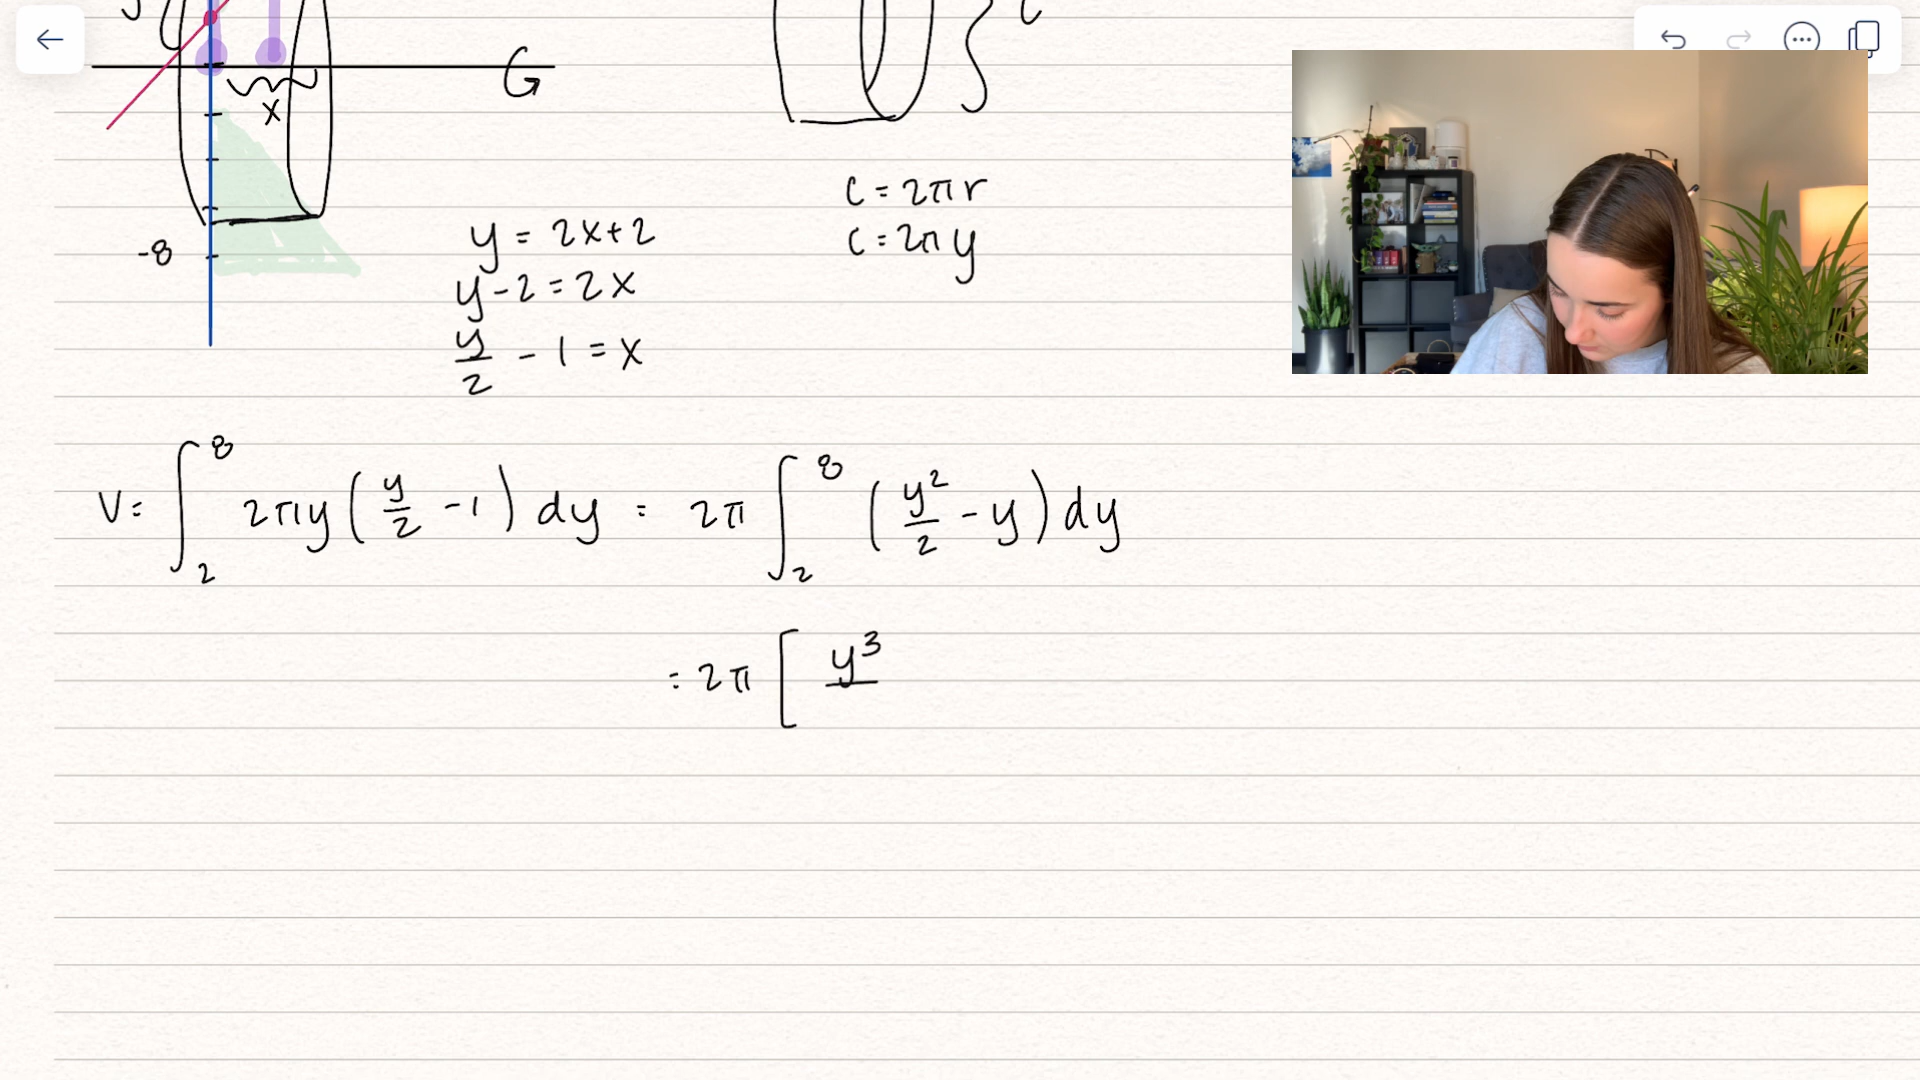 x
-8
y = 2x+2
y-2 = 2x
y/2 - 1 = x
C = 2πr
C = 2πy
V = ∫₂⁸ 2πy (y/2 - 1) dy = 2π ∫₂⁸ (y²/2 - y) dy
= 2π [ y³